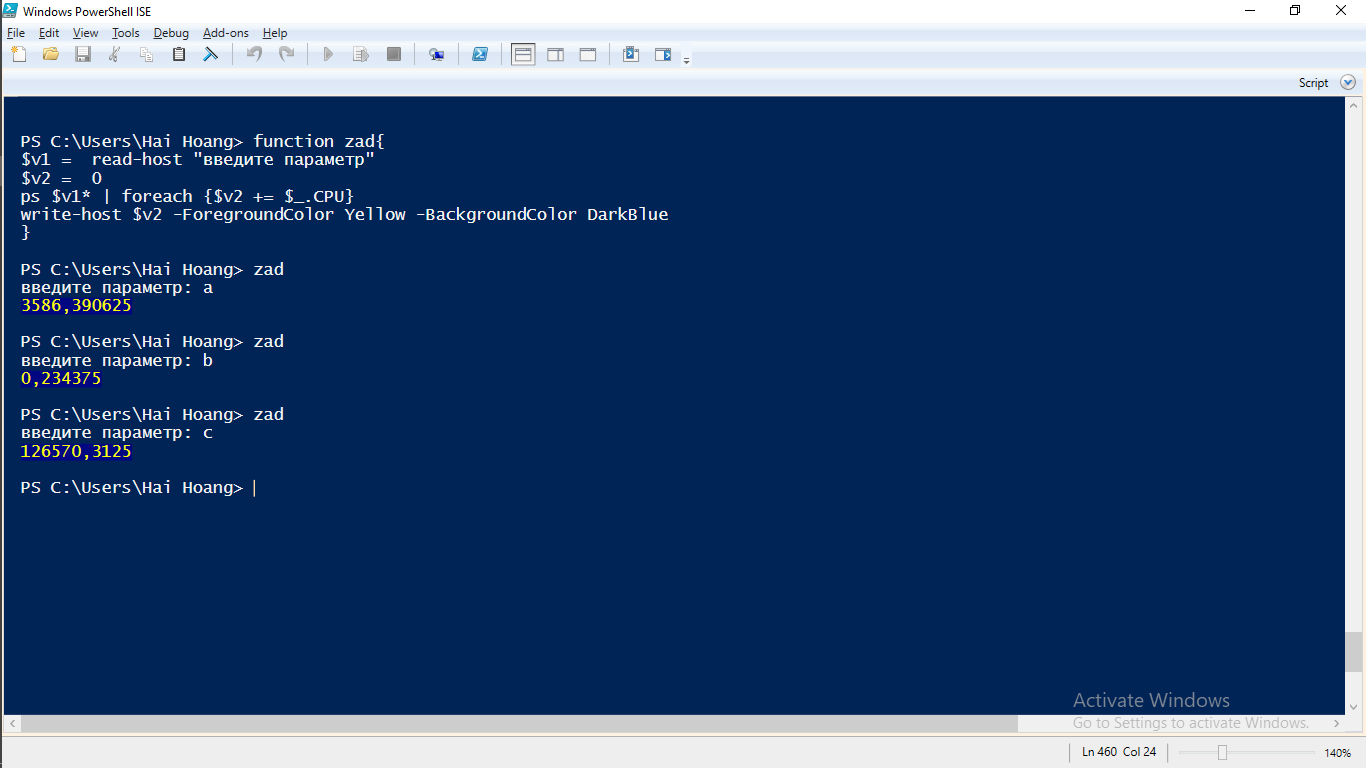 Windows PowerShell ISE
File Edit View Tools Debug Add-ons Help
Script
PS C:\Users\Hai Hoang> function zad{
$v1 =  read-host "введите параметр"
$v2 =  0
ps $v1* | foreach {$v2 += $_.CPU}
write-host $v2 -ForegroundColor Yellow -BackgroundColor DarkBlue
}
PS C:\Users\Hai Hoang> zad
введите параметр: a
3586,390625
PS C:\Users\Hai Hoang> zad
введите параметр: b
0,234375
PS C:\Users\Hai Hoang> zad
введите параметр: c
126570,3125
PS C:\Users\Hai Hoang>
Activate Windows
Go to Settings to activate Windows.
Ln 460 Col 24
140%